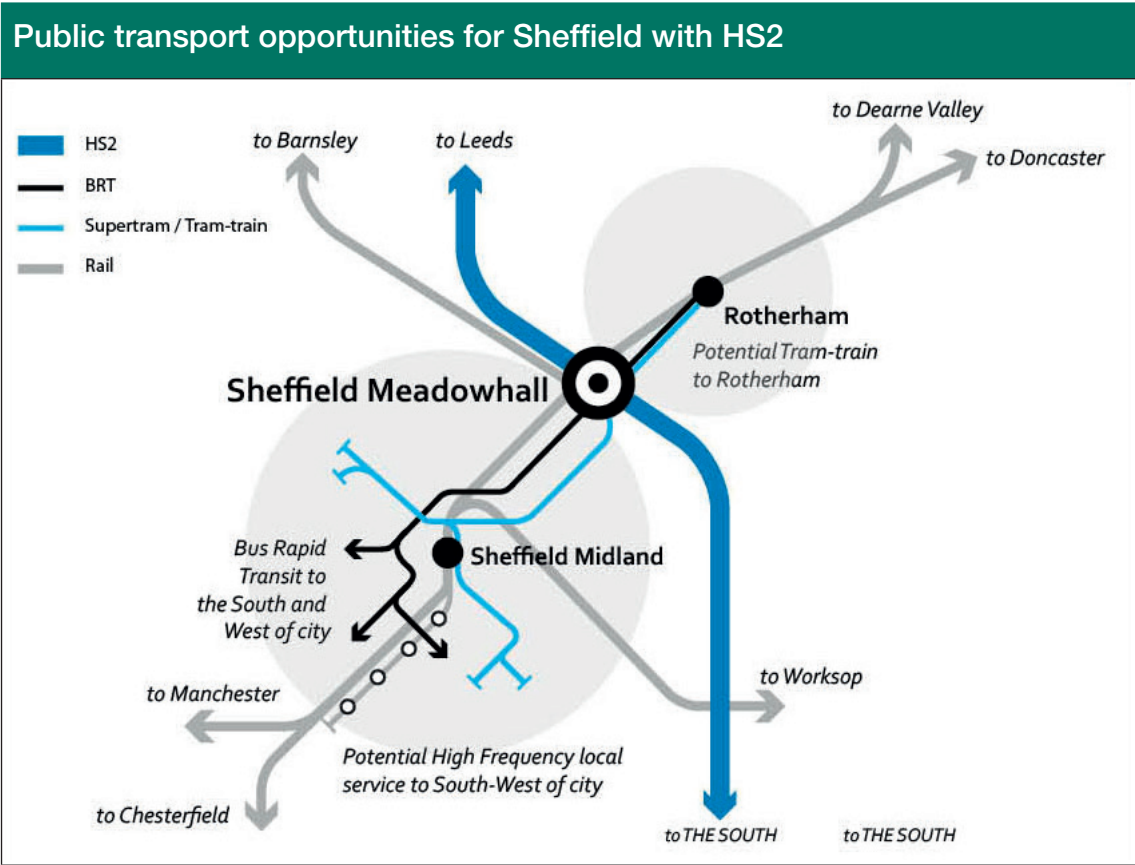 Public transport opportunities for Sheffield with HS2
HS2
BRT
Supertram / Tram-train
Rail
to Barnsley
to Leeds
to Dearne Valley
to Doncaster
Rotherham
Potential Tram-train
to Rotherham
Sheffield Meadowhall
Bus Rapid
Transit to
the South and
West of city
Sheffield Midland
to Manchester
to Worksop
Potential High Frequency local
service to South-West of city
to Chesterfield
to THE SOUTH
to THE SOUTH